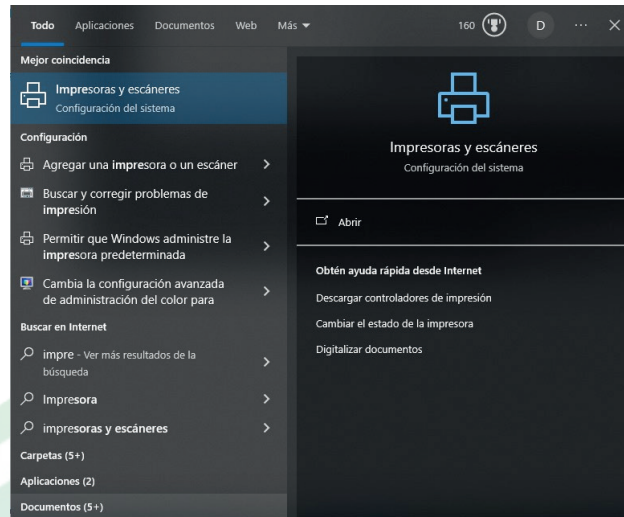 Todo Aplicaciones Documentos Web Más 160 D ...
Mejor coincidencia
Impresoras y escáneres
Configuración del sistema
Configuración
Agregar una impresora o un escáner
Buscar y corregir problemas de
impresión
Permitir que Windows administre la
impresora predeterminada
Cambia la configuración avanzada
de administración del color para
Buscar en Internet
impre - Ver más resultados de la
búsqueda
Impresora
impresoras y escáneres
Carpetas (5+)
Aplicaciones (2)
Documentos (5+)
Impresoras y escáneres
Configuración del sistema
Abrir
Obtén ayuda rápida desde Internet
Descargar controladores de impresión
Cambiar el estado de la impresora
Digitalizar documentos